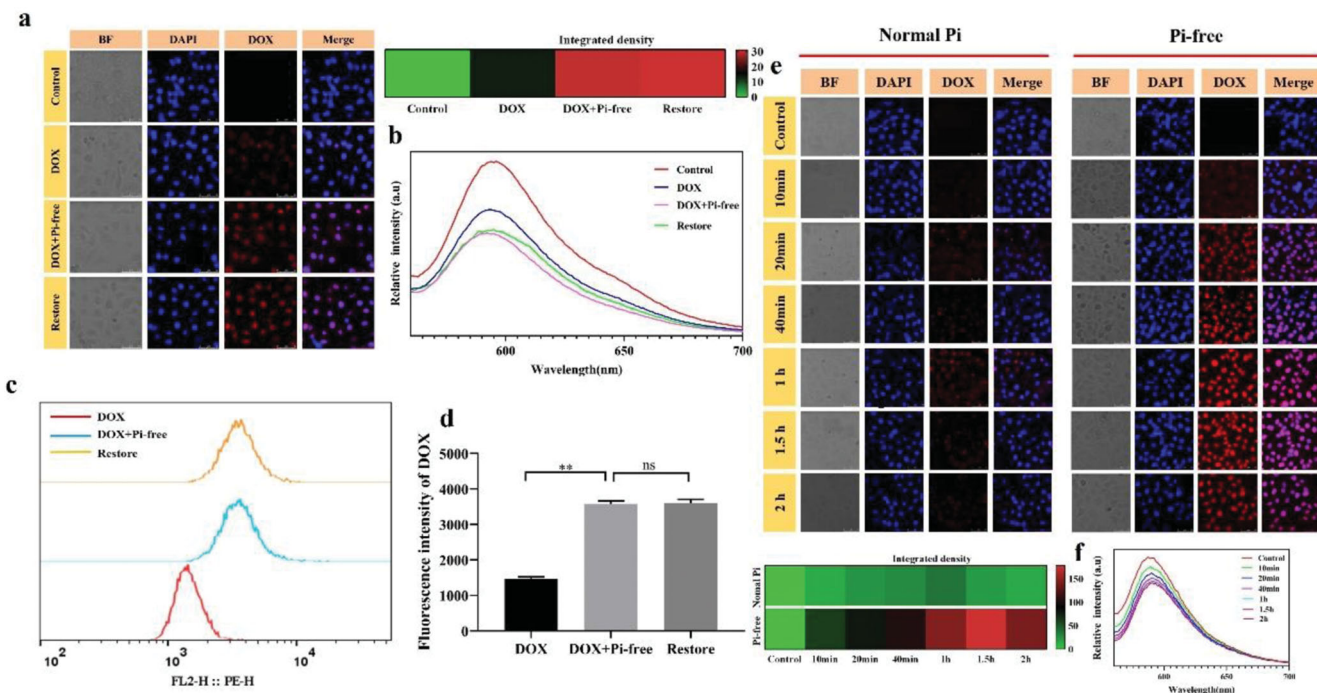 a
BF DAPI DOX Merge
Control
DOX
DOX+Pi-free
Restore
Integrated density
30
20
10
0
Control DOX DOX+Pi-free Restore
b
Relative intensity (a.u)
Control
DOX
DOX+Pi-free
Restore
600 650 700
Wavelength(nm)
c
DOX
DOX+Pi-free
Restore
10² 10³ 10⁴
FL2-H :: PE-H
d
Fluorescence intensity of DOX
5000
4000
3000
2000
1000
0
** ns
DOX DOX+Pi-free Restore
e
Normal Pi Pi-free
BF DAPI DOX Merge BF DAPI DOX Merge
Control
10min
20min
40min
1 h
1.5 h
2 h
Integrated density
Nomal Pi
Pi-free
150
100
50
0
Control 10min 20min 40min 1h 1.5h 2h
f
Relative intensity (a.u)
Control
10min
20min
40min
1h
1.5h
2h
600 650 700
Wavelength(nm)